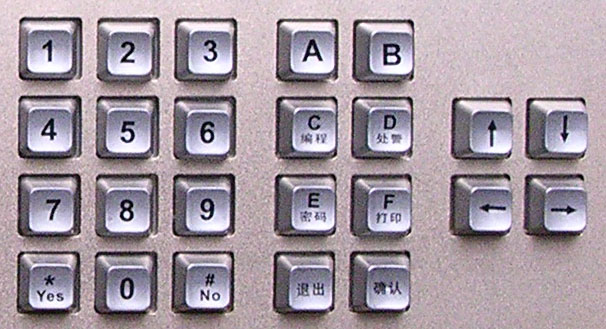 1 2 3 A B
4 5 6 C D ↑ ↓
编程 处警
7 8 9 E F ← →
密码 打印
* 0 # 退出 确认
Yes No